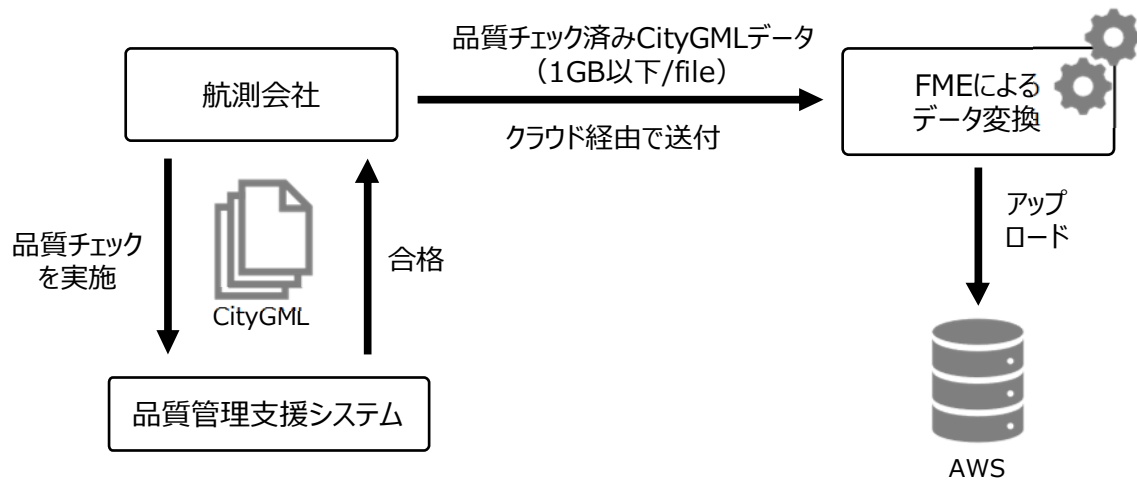 品質チェック済みCityGMLデータ
（1GB以下/file）
航測会社
FMEによる
データ変換
クラウド経由で送付
アップ
ロード
品質チェック
を実施
合格
CityGML
品質管理支援システム
AWS